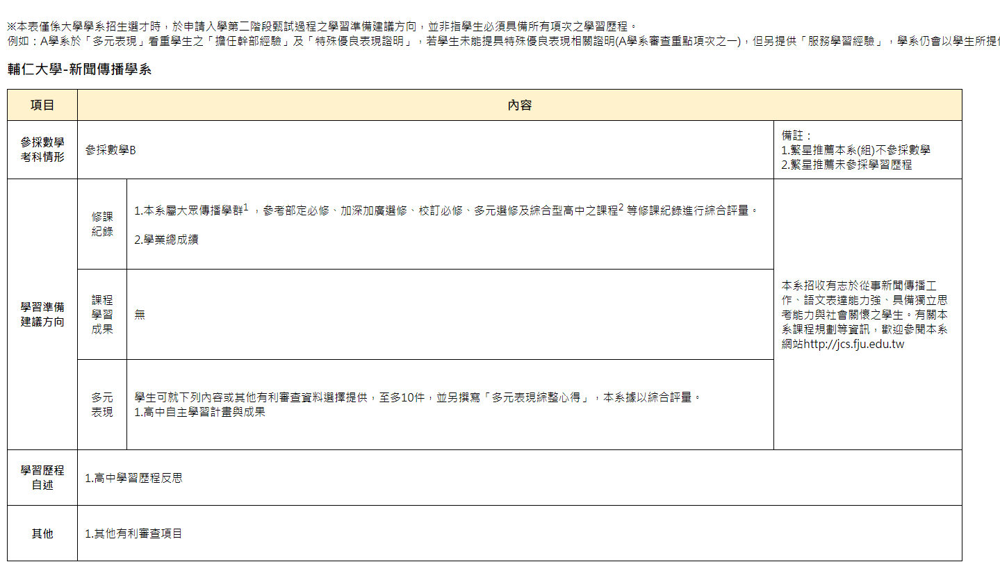 ※本表僅係大學學系招生選才時，於申請入學第二階段甄試過程之學習準備建議方向，並非指學生必須具備所有項次之學習歷程。
例如：A學系於「多元表現」看重學生之「擔任幹部經驗」及「特殊優良表現證明」，若學生未能提具特殊優良表現相關證明(A學系審查重點項次之一)，但另提供「服務學習經驗」，學系仍會以學生所提
輔仁大學-新聞傳播學系
項目
內容
參採數學
考科情形
參採數學B
備註：
1.繁星推薦本系(組)不參採數學
2.繁星推薦未參採學習歷程
學習準備
建議方向
修課
紀錄
1.本系屬大眾傳播學群1 ，參考部定必修、加深加廣選修、校訂必修、多元選修及綜合型高中之課程2 等修課紀錄進行綜合評量。
2.學業總成績
課程
學習
成果
無
多元
表現
學生可就下列內容或其他有利審查資料選擇提供，至多10件，並另撰寫「多元表現綜整心得」，本系據以綜合評量。
1.高中自主學習計畫與成果
本系招收有志於從事新聞傳播工
作、語文表達能力強、具備獨立思
考能力與社會關懷之學生。有關本
系課程規劃等資訊，歡迎參閱本系
網站http://jcs.fju.edu.tw
學習歷程
自述
1.高中學習歷程反思
其他
1.其他有利審查項目